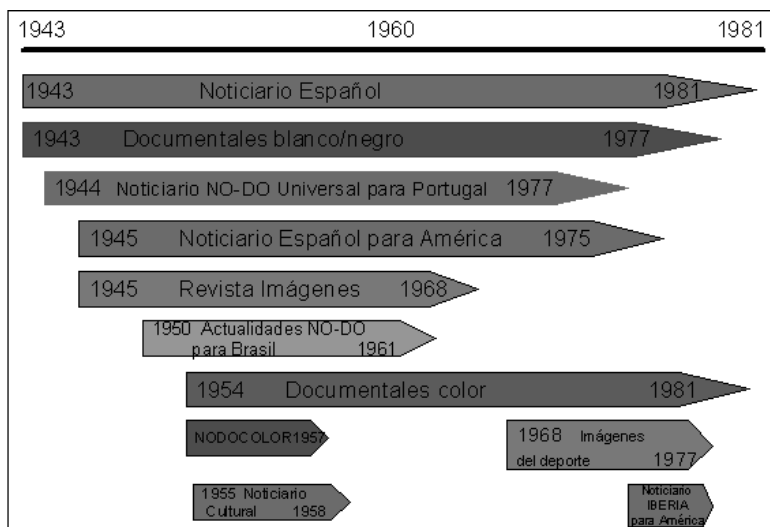 1943 1960 1981
1943 Noticiario Español 1981
1943 Documentales blanco/negro 1977
1944 Noticiario NO-DO Universal para Portugal 1977
1945 Noticiario Español para América 1975
1945 Revista Imágenes 1968
1950 Actualidades NO-DO
para Brasil 1961
1954 Documentales color 1981
NODOCOLOR1957
1968 Imágenes
del deporte 1977
1955 Noticiario
Cultural 1958
Noticiario
IBERIA
para América